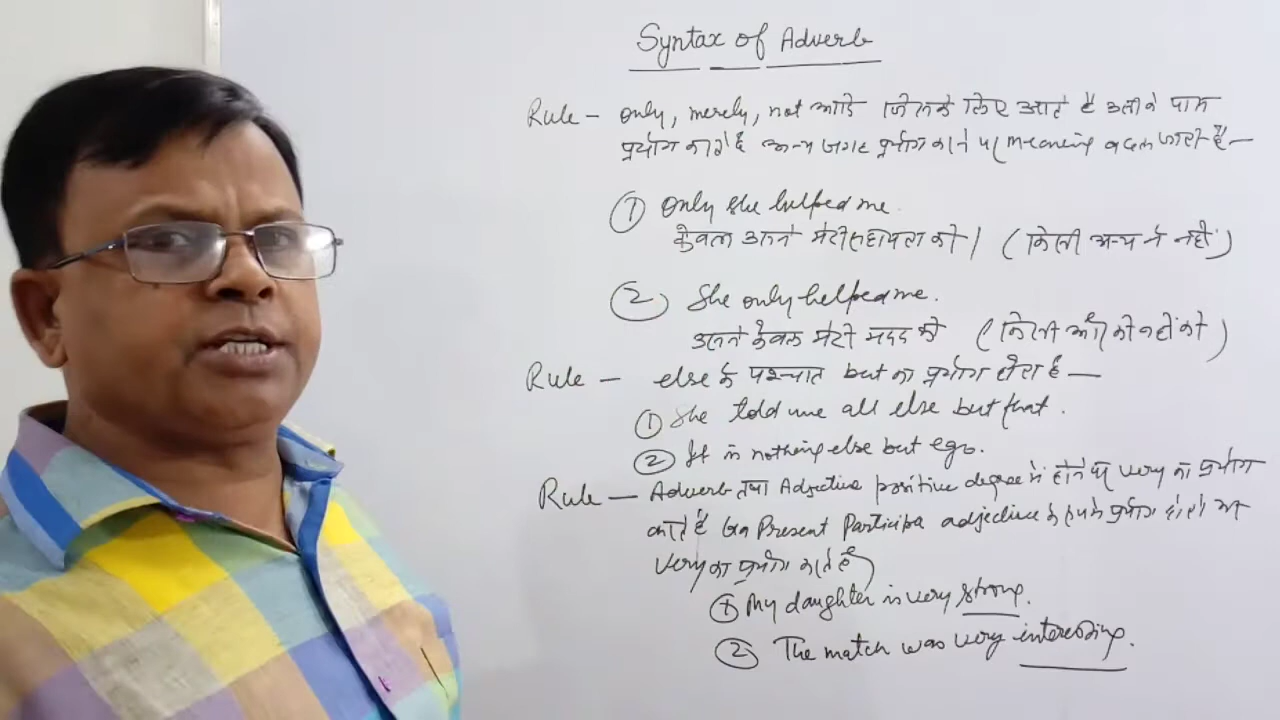 Syntax of Adverb
Rule – only, merely, not आदि जिसके लिए आते हैं उसी के पास
प्रयोग करते हैं अन्य जगह प्रयोग करने पर meaning बदल जाता है –
① Only she helped me.
केवल उसने मेरी सहायता की। (किसी अन्य ने नहीं)
② She only helped me.
उसने केवल मेरी मदद की (किसी और की नहीं की)
Rule – else के पश्चात but का प्रयोग होता है –
① She told me all else but that.
② It is nothing else but ego.
Rule – Adverb तथा Adjective positive degree में होने पर very का प्रयोग
करते हैं Present Participle adjective के रूप में प्रयोग हो तो
very का प्रयोग करते हैं
① My daughter is very strong.
② The match was very interesting.